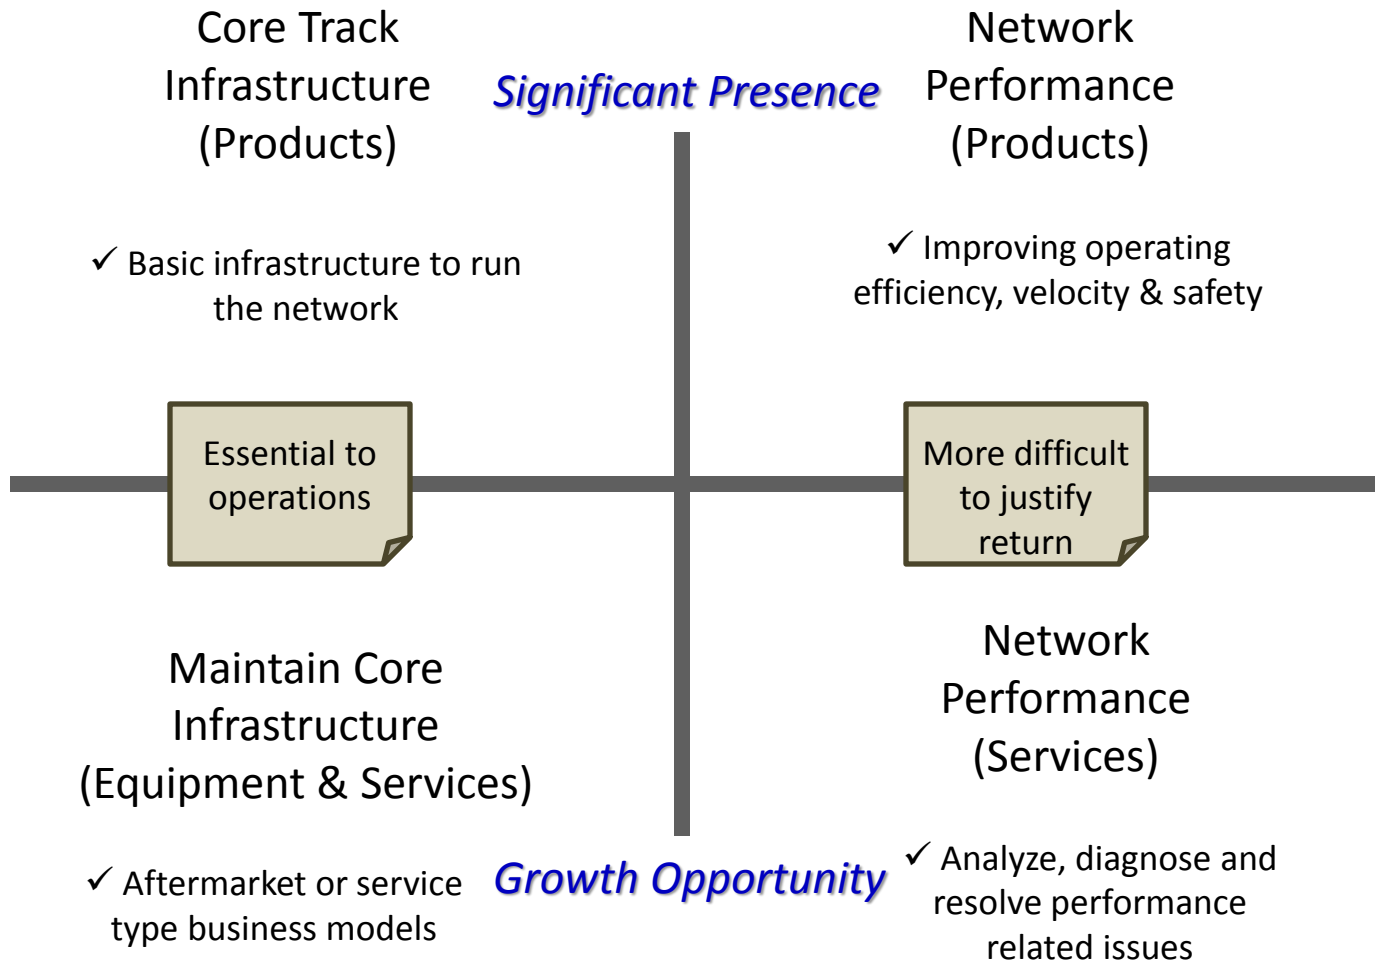 Core Track
Infrastructure
(Products)
Significant Presence
Network
Performance
(Products)
✓ Basic infrastructure to run
the network
✓ Improving operating
efficiency, velocity & safety
Essential to
operations
More difficult
to justify
return
Maintain Core
Infrastructure
(Equipment & Services)
Network
Performance
(Services)
✓ Aftermarket or service
type business models
Growth Opportunity
✓ Analyze, diagnose and
resolve performance
related issues